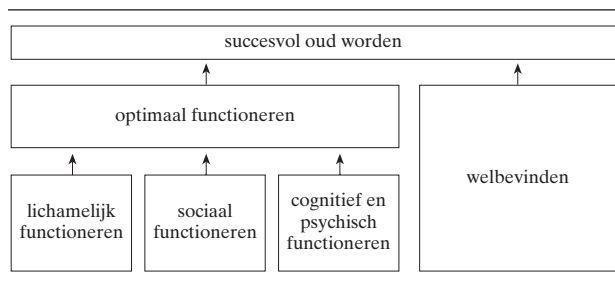 succesvol oud worden
optimaal functioneren
welbevinden
lichamelijk
functioneren
sociaal
functioneren
cognitief en
psychisch
functioneren